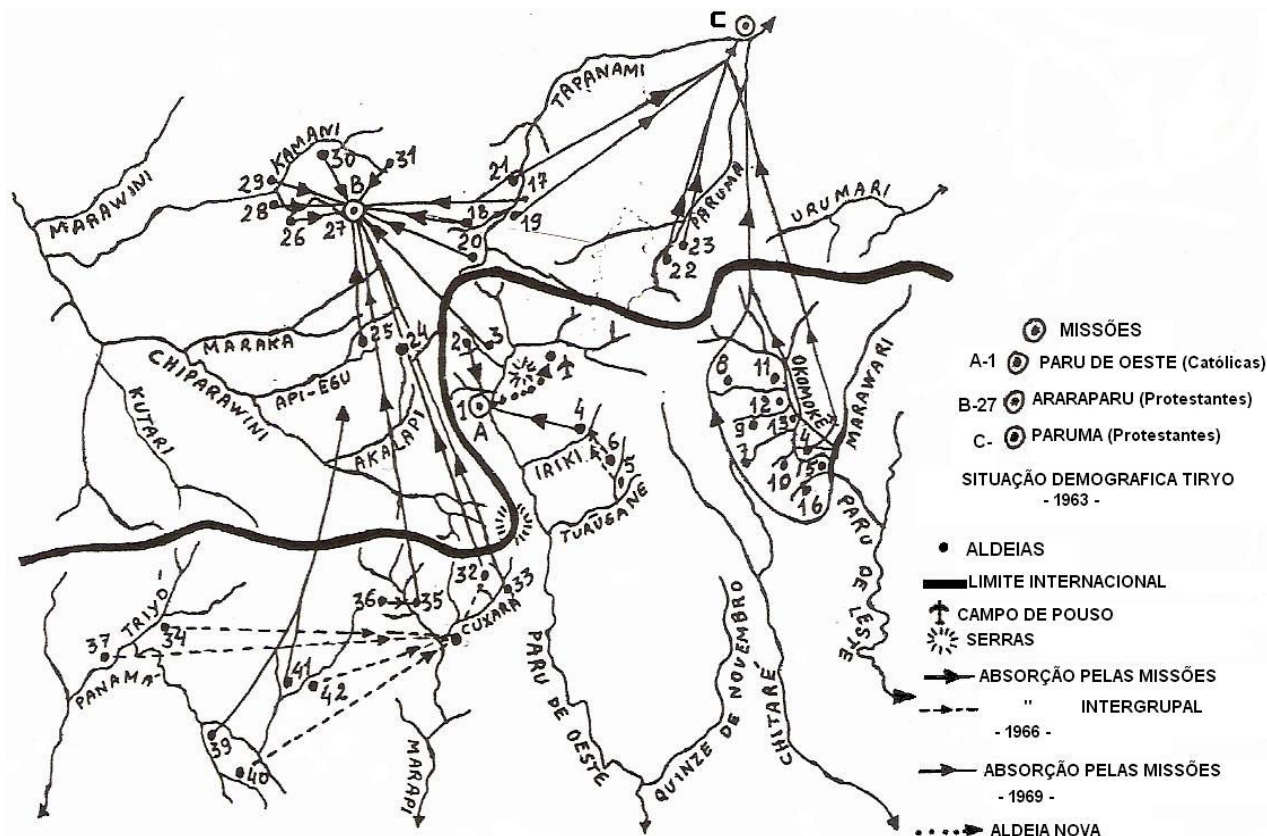 C
TAPANAMI
KAMANI
30
31
B
29
28
26
27
21
17
18
19
20
MARAWINI
PARUMA
23
22
URUMARI
MARAKA
25
24
2
3
CHIPARAWINI
API-EGU
KUTARI
AKALAPI
1
A
4
IRIKI
6
5
TURUGANE
8
11
12
9
13
7
4
10
15
16
OKOMOKE
MARAWARI
PARU DE LESTE
32
33
36
35
CUXARÁ
TRIYÓ
34
37
PANAMÁ
41
42
39
40
MARAPI
PARU DE OESTE
QUINZE DE NOVEMBRO
CHITARÉ
MISSÕES
A-1 PARU DE OESTE (Católicas)
B-27 ARARAPARU (Protestantes)
C- PARUMA (Protestantes)
SITUAÇÃO DEMOGRAFICA TIRYO
- 1963 -
ALDEIAS
LIMITE INTERNACIONAL
CAMPO DE POUSO
SERRAS
ABSORÇÃO PELAS MISSÕES
" INTERGRUPAL
- 1966 -
ABSORÇÃO PELAS MISSÕES
- 1969 -
ALDEIA NOVA